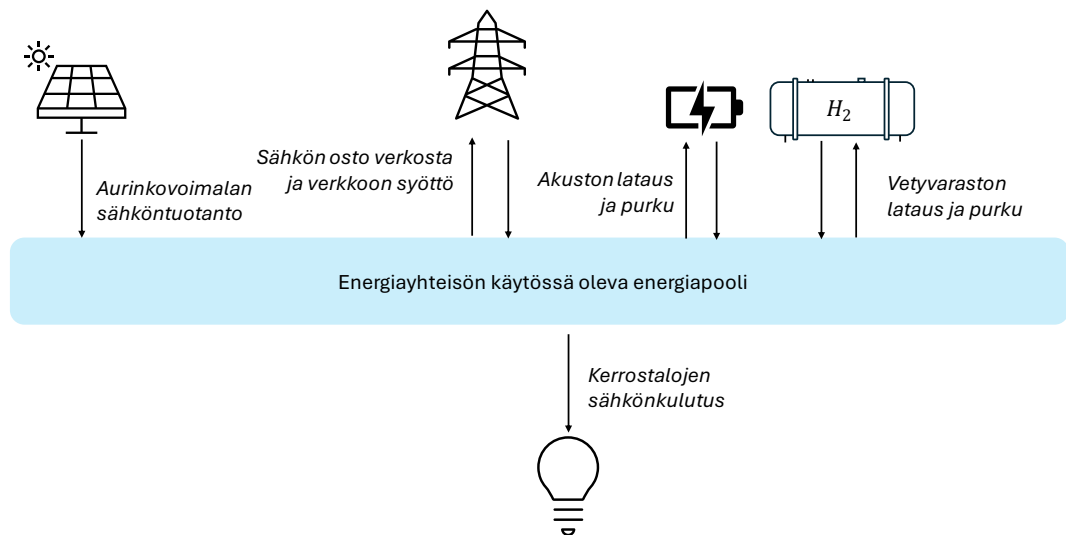 H₂
Sähkön osto verkosta
ja verkkoon syöttö
Aurinkovoimalan
sähköntuotanto
Akuston lataus
ja purku
Vetyvaraston
lataus ja purku
Energiayhteisön käytössä oleva energiapooli
Kerrostalojen
sähkönkulutus